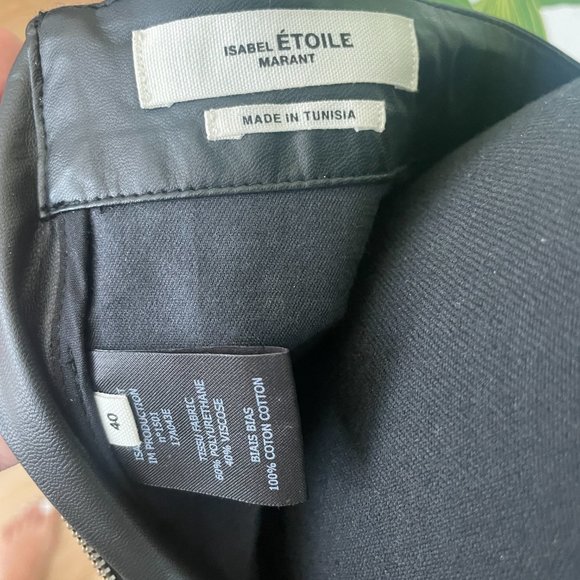 ISABEL ÉTOILE
MARANT
MADE IN TUNISIA
40
IM PRODUCTION
TISSU FABRIC
60% POLYURETHANE
40% VISCOSE
BIAIS BIAS
100% COTON COTTON